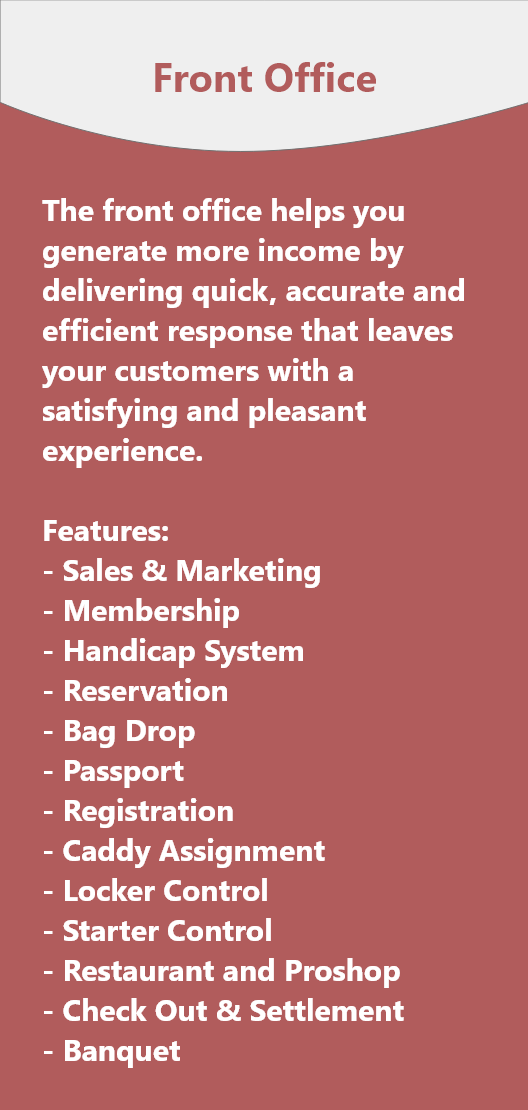 Front Office
The front office helps you
generate more income by
delivering quick, accurate and
efficient response that leaves
your customers with a
satisfying and pleasant
experience.
Features:
- Sales & Marketing
- Membership
- Handicap System
- Reservation
- Bag Drop
- Passport
- Registration
- Caddy Assignment
- Locker Control
- Starter Control
- Restaurant and Proshop
- Check Out & Settlement
- Banquet